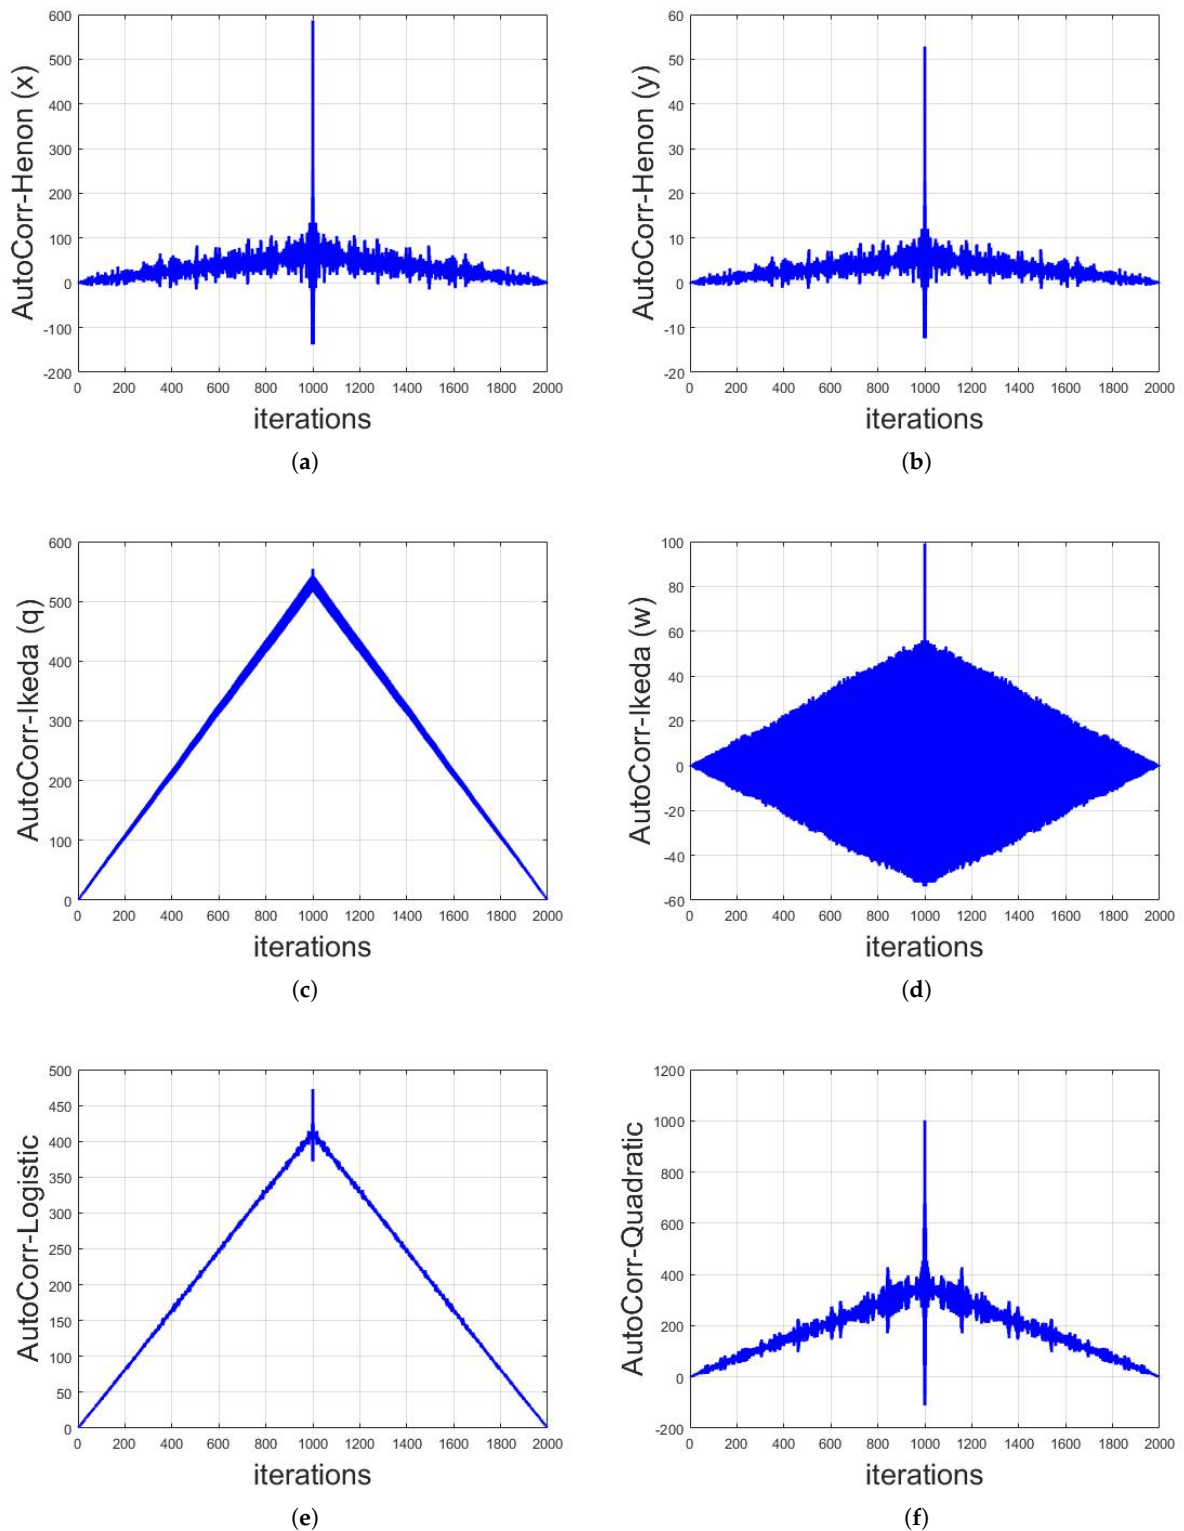 AutoCorr-Henon (x)
600
500
400
300
200
100
0
-100
-200
0 200 400 600 800 1000 1200 1400 1600 1800 2000
iterations
(a)
AutoCorr-Henon (y)
60
50
40
30
20
10
0
-10
-20
0 200 400 600 800 1000 1200 1400 1600 1800 2000
iterations
(b)
AutoCorr-Ikeda (q)
600
500
400
300
200
100
0
0 200 400 600 800 1000 1200 1400 1600 1800 2000
iterations
(c)
AutoCorr-Ikeda (w)
100
80
60
40
20
0
-20
-40
-60
0 200 400 600 800 1000 1200 1400 1600 1800 2000
iterations
(d)
AutoCorr-Logistic
500
450
400
350
300
250
200
150
100
50
0
0 200 400 600 800 1000 1200 1400 1600 1800 2000
iterations
(e)
AutoCorr-Quadratic
1200
1000
800
600
400
200
0
-200
0 200 400 600 800 1000 1200 1400 1600 1800 2000
iterations
(f)